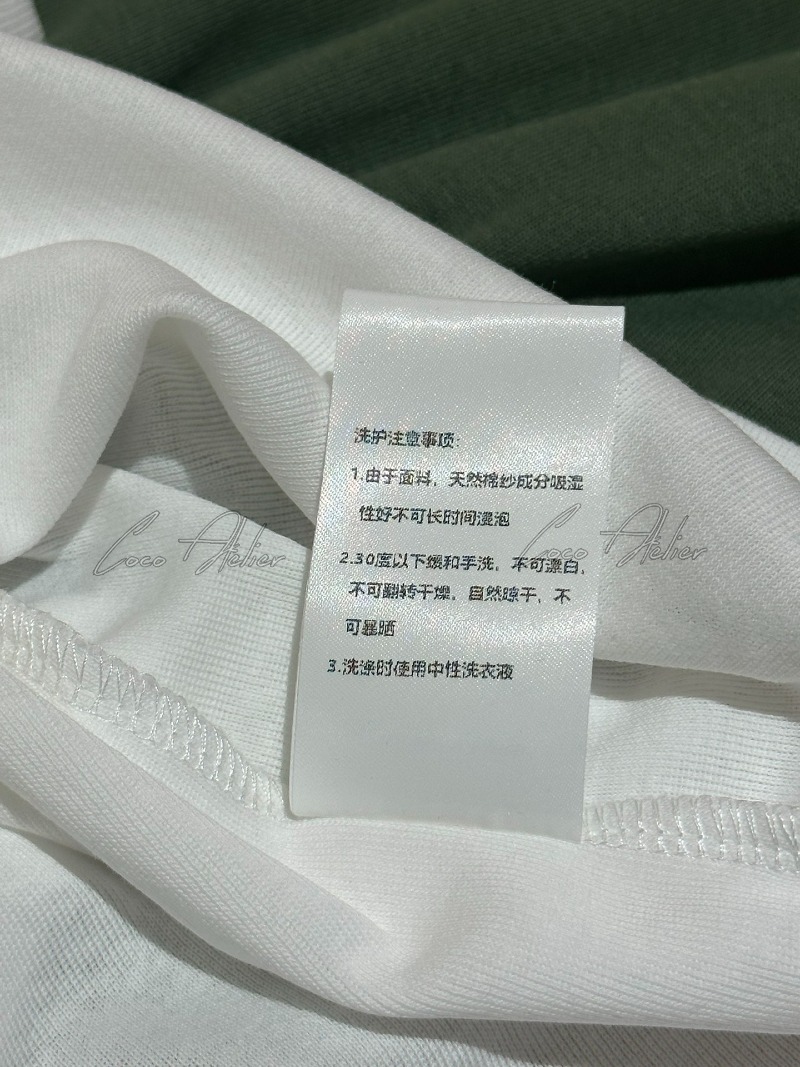 洗护注意事项:
1.由于面料，天然棉纱成分吸湿
性好不可长时间浸泡
Coco Atelier
Coco Atelier
2.30度以下缓和手洗，不可漂白，
不可翻转干燥，自然晾干，不
可暴晒
3.洗涤时使用中性洗衣液